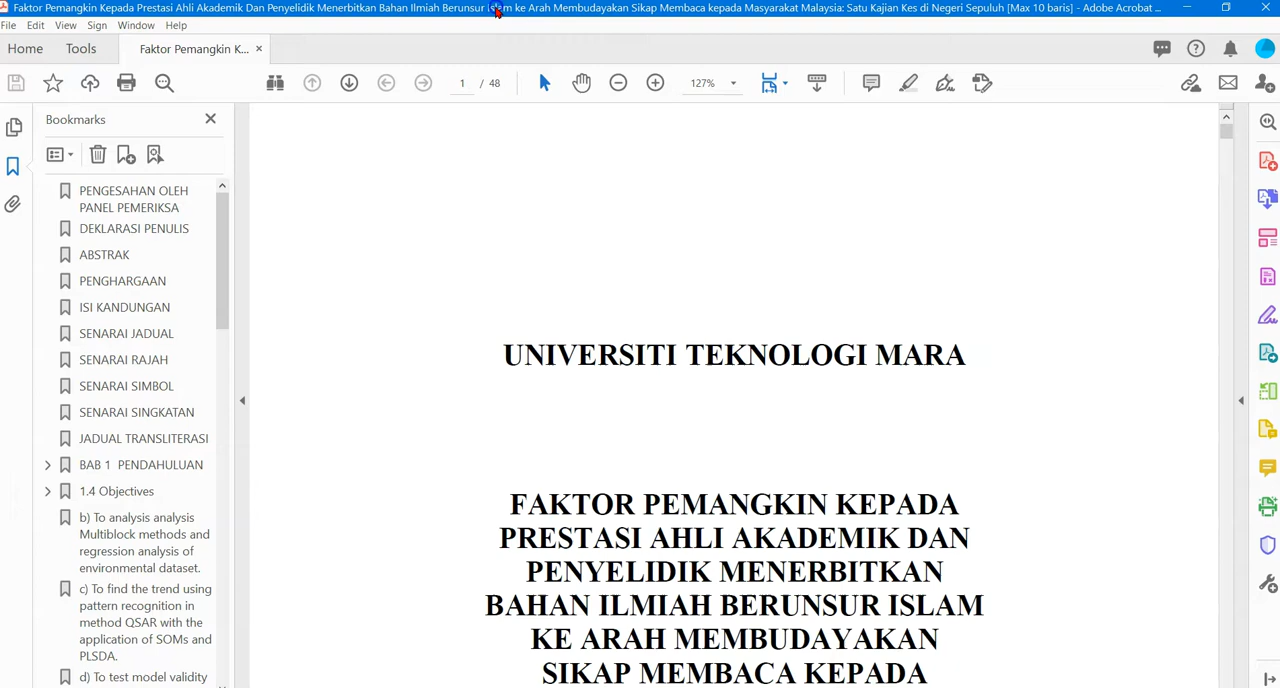 Faktor Pemangkin Kepada Prestasi Ahli Akademik Dan Penyelidik Menerbitkan Bahan Ilmiah Berunsur Islam ke Arah Membudayakan Sikap Membaca kepada Masyarakat Malaysia: Satu Kajian Kes di Negeri Sepuluh [Max 10 baris] - Adobe Acrobat ...
File Edit View Sign Window Help
Home Tools Faktor Pemangkin K...
1 / 48 127%
Bookmarks
PENGESAHAN OLEH
PANEL PEMERIKSA
DEKLARASI PENULIS
ABSTRAK
PENGHARGAAN
ISI KANDUNGAN
SENARAI JADUAL
SENARAI RAJAH
SENARAI SIMBOL
SENARAI SINGKATAN
JADUAL TRANSLITERASI
BAB 1 PENDAHULUAN
1.4 Objectives
b) To analysis analysis
Multiblock methods and
regression analysis of
environmental dataset.
c) To find the trend using
pattern recognition in
method QSAR with the
application of SOMs and
PLSDA.
d) To test model validity
UNIVERSITI TEKNOLOGI MARA
FAKTOR PEMANGKIN KEPADA
PRESTASI AHLI AKADEMIK DAN
PENYELIDIK MENERBITKAN
BAHAN ILMIAH BERUNSUR ISLAM
KE ARAH MEMBUDAYAKAN
SIKAP MEMBACA KEPADA